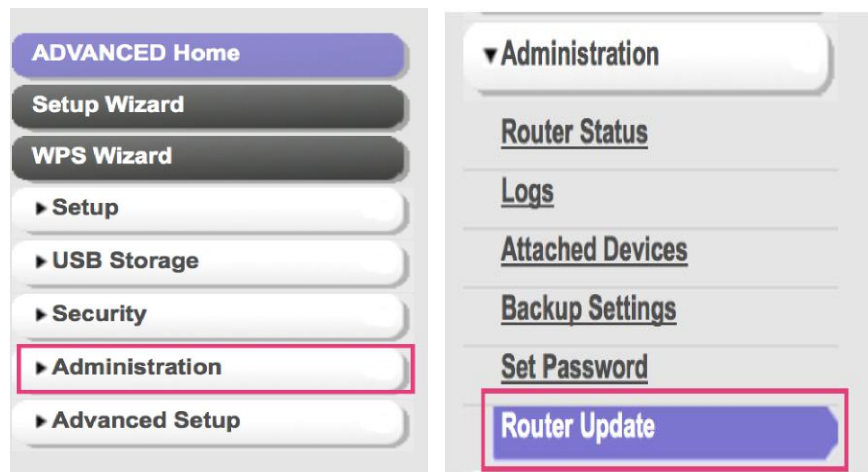 ADVANCED Home
Setup Wizard
WPS Wizard
Setup
USB Storage
Security
Administration
Advanced Setup
Administration
Router Status
Logs
Attached Devices
Backup Settings
Set Password
Router Update